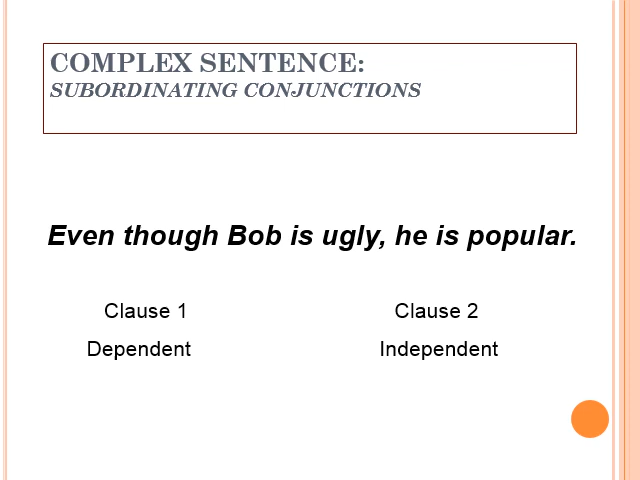 COMPLEX SENTENCE:
SUBORDINATING CONJUNCTIONS
Even though Bob is ugly, he is popular.
Clause 1 Clause 2
Dependent Independent